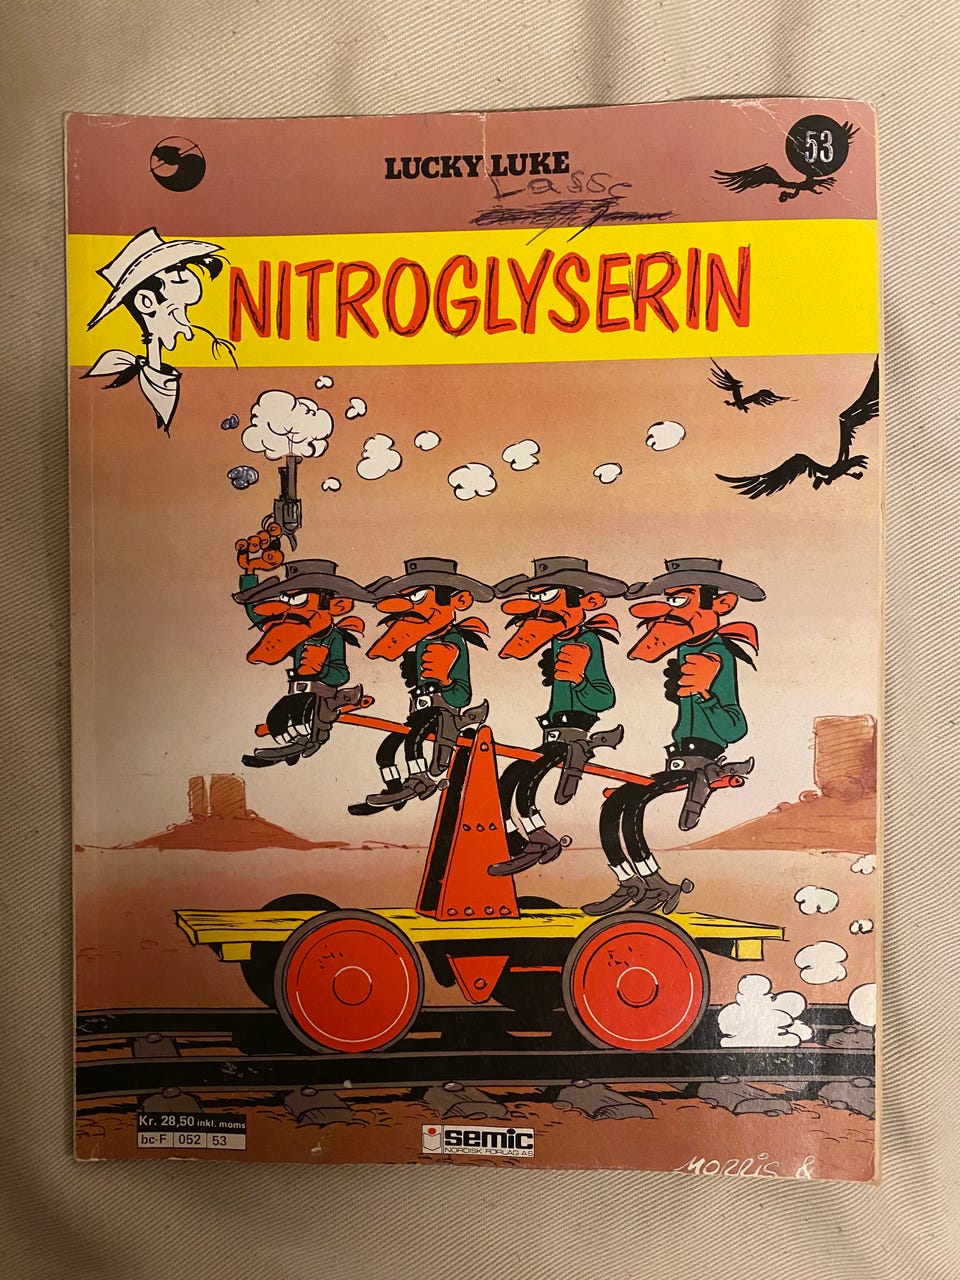 53
LUCKY LUKE
Lasse
NITROGLYSERIN
Kr. 28,50 inkl. moms
bc-F 052 53
semic
NORDISK FORLAG AS
MORRIS &